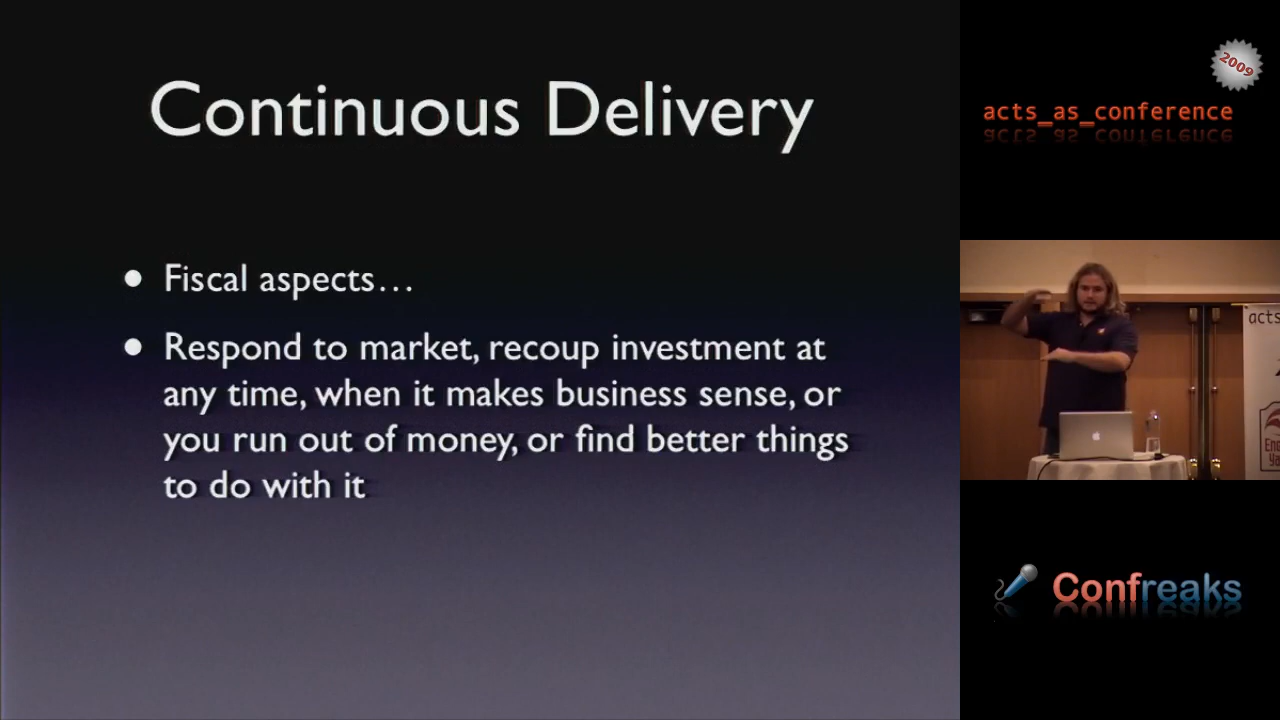 Continuous Delivery
• Fiscal aspects…
• Respond to market, recoup investment at
any time, when it makes business sense, or
you run out of money, or find better things
to do with it
2009
acts_as_conference
acts
Confreaks